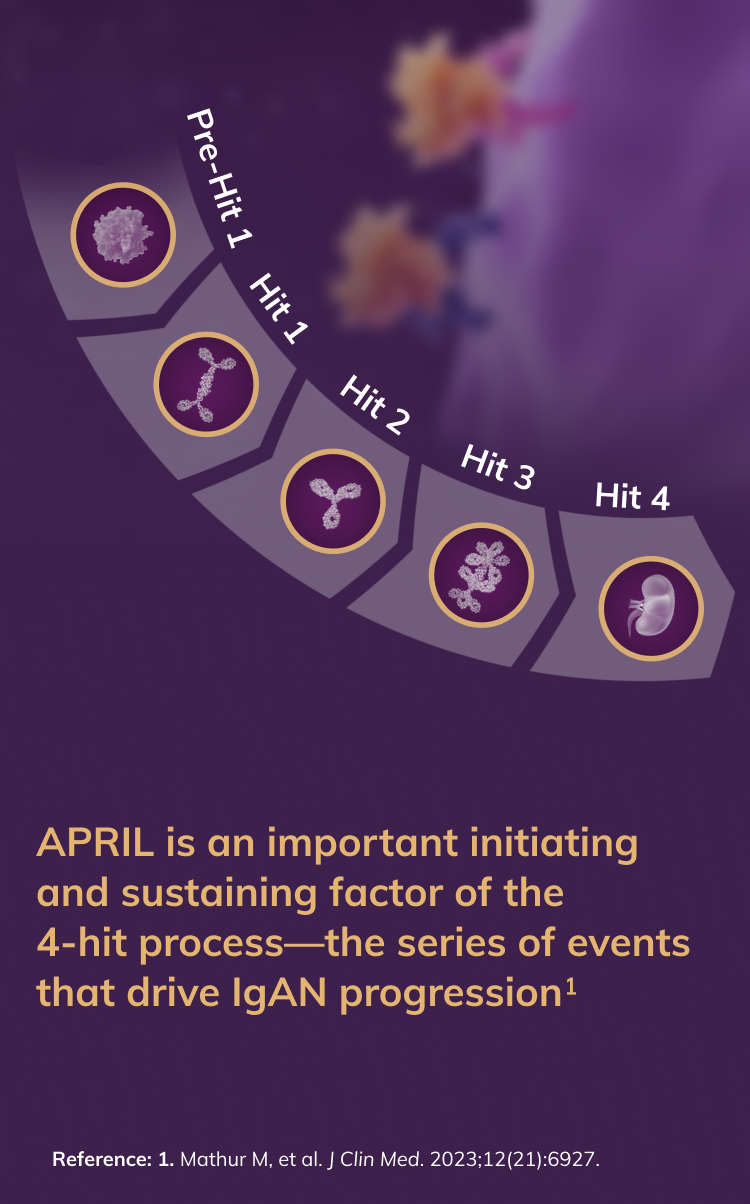 Pre-Hit 1
Hit 1
Hit 2
Hit 3
Hit 4
APRIL is an important initiating
and sustaining factor of the
4-hit process—the series of events
that drive IgAN progression¹
Reference: 1. Mathur M, et al. J Clin Med. 2023;12(21):6927.